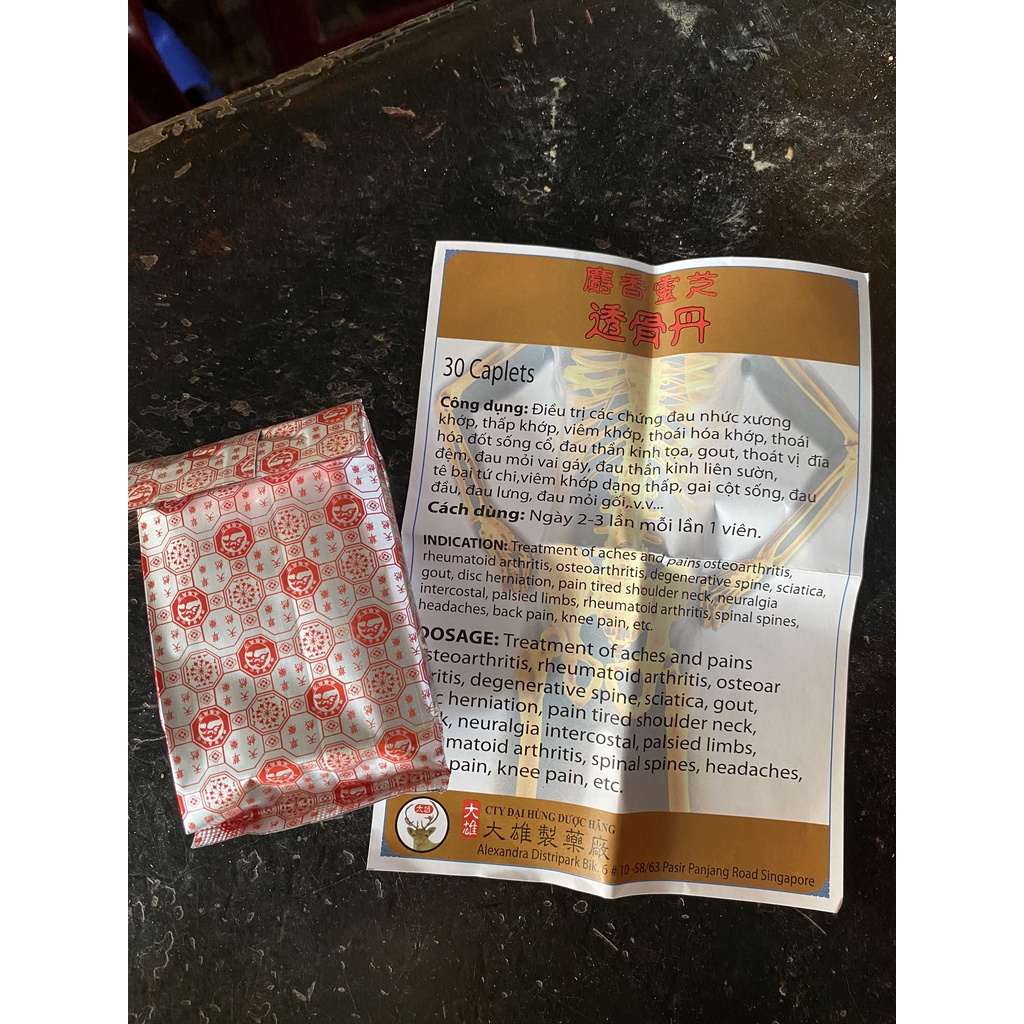 麝香靈芝
透骨丹
30 Caplets
Công dụng: Điều trị các chứng đau nhức xương
khớp, thấp khớp, viêm khớp, thoái hóa khớp, thoái
hóa đốt sống cổ, đau thần kinh tọa, gout, thoát vị đĩa
đệm, đau mỏi vai gáy, đau thần kinh liên sườn,
tê bại tứ chi,viêm khớp dạng thấp, gai cột sống, đau
đầu, đau lưng, đau mỏi gối,.v.v...
Cách dùng: Ngày 2-3 lần mỗi lần 1 viên.
INDICATION: Treatment of aches and pains osteoarthritis,
rheumatoid arthritis, osteoarthritis, degenerative spine, sciatica,
gout, disc herniation, pain tired shoulder neck, neuralgia
intercostal, palsied limbs, rheumatoid arthritis, spinal spines,
headaches, back pain, knee pain, etc.
DOSAGE: Treatment of aches and pains
steoarthritis, rheumatoid arthritis, osteoar
ritis, degenerative spine, sciatica, gout,
c herniation, pain tired shoulder neck,
k, neuralgia intercostal, palsied limbs,
matoid arthritis, spinal spines, headaches,
pain, knee pain, etc.
大雄
CTY ĐẠI HÙNG DƯỢC HÃNG
大雄製藥廠
Alexandra Distripark Blk. 6 # 10 -58/63 Pasir Panjang Road Singapore